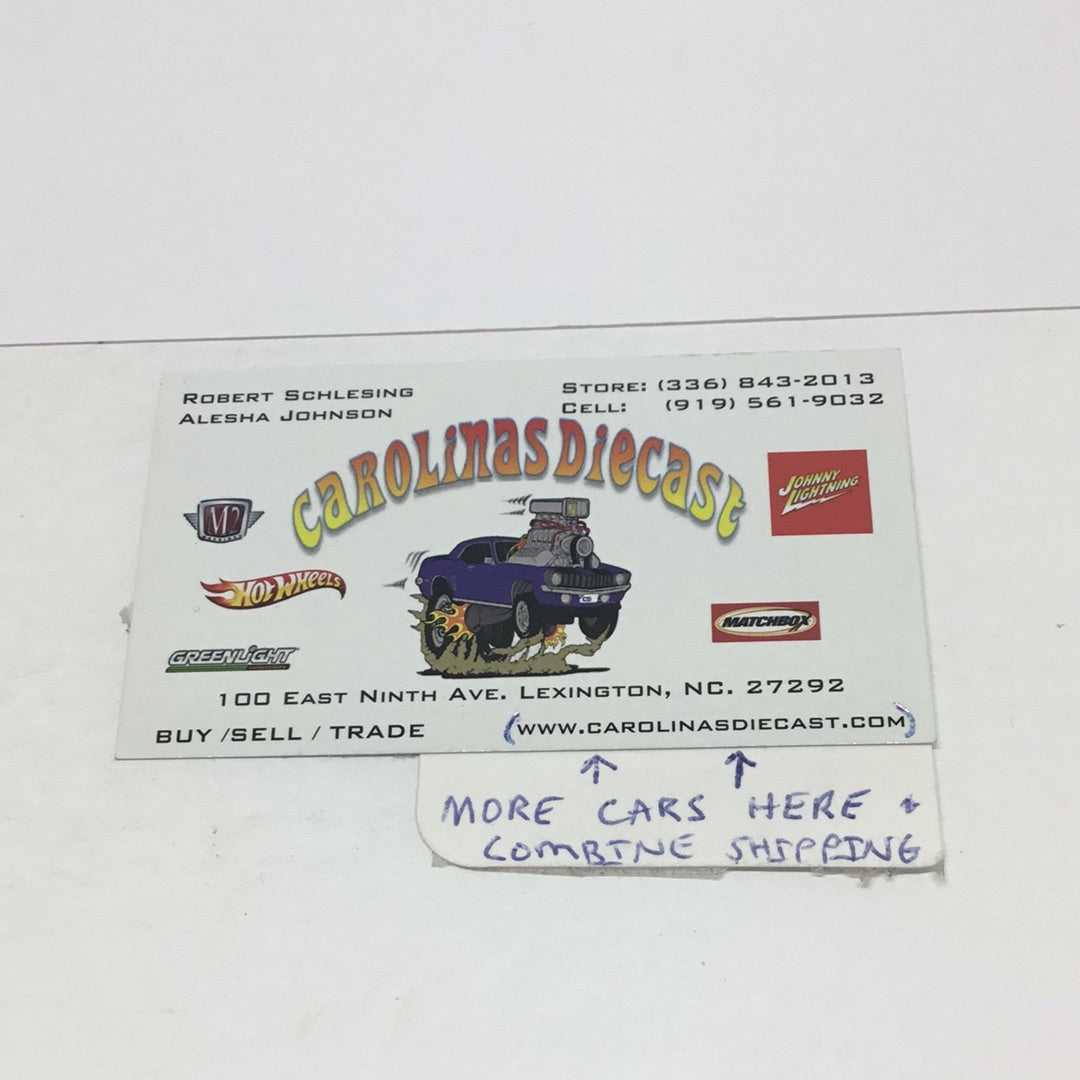 ROBERT SCHLESING
ALESHA JOHNSON
STORE: (336) 843-2013
CELL: (919) 561-9032
CAROLINAS DIECAST
M2
JOHNNY LIGHTNING
HOT WHEELS
MATCHBOX
GREENLIGHT
100 EAST NINTH AVE. LEXINGTON, NC. 27292
BUY /SELL / TRADE
(WWW.CAROLINASDIECAST.COM)
MORE CARS HERE +
COMBINE SHIPPING